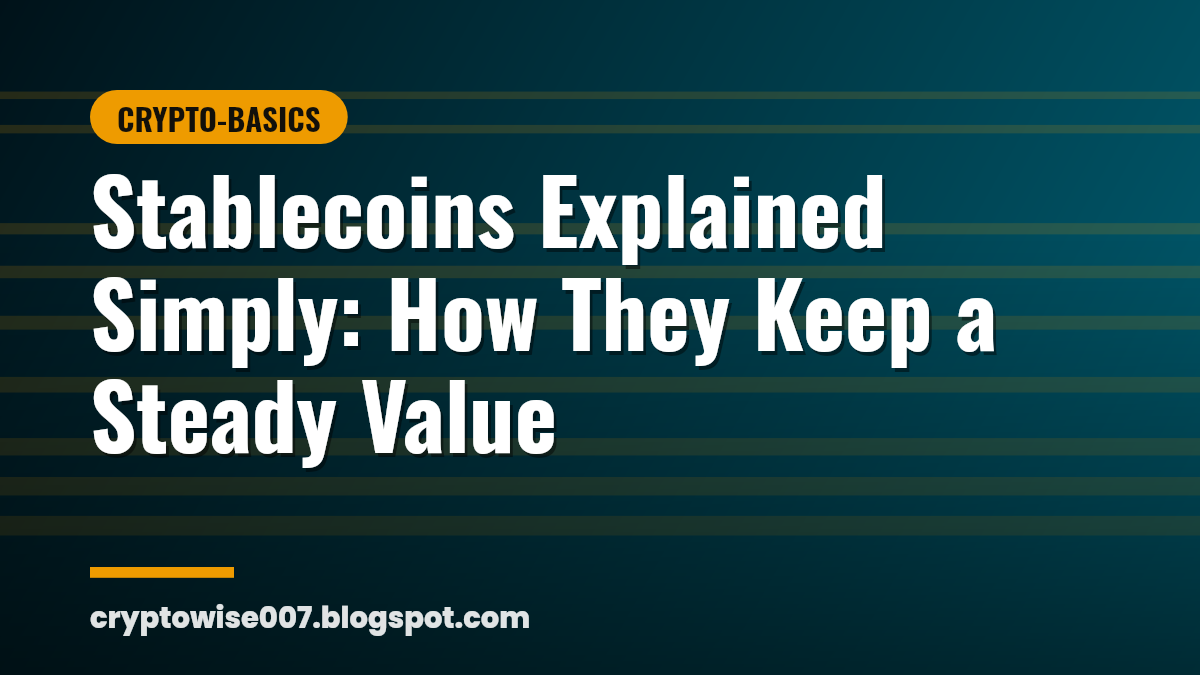 CRYPTO-BASICS
Stablecoins Explained
Simply: How They Keep a
Steady Value
cryptowise007.blogspot.com